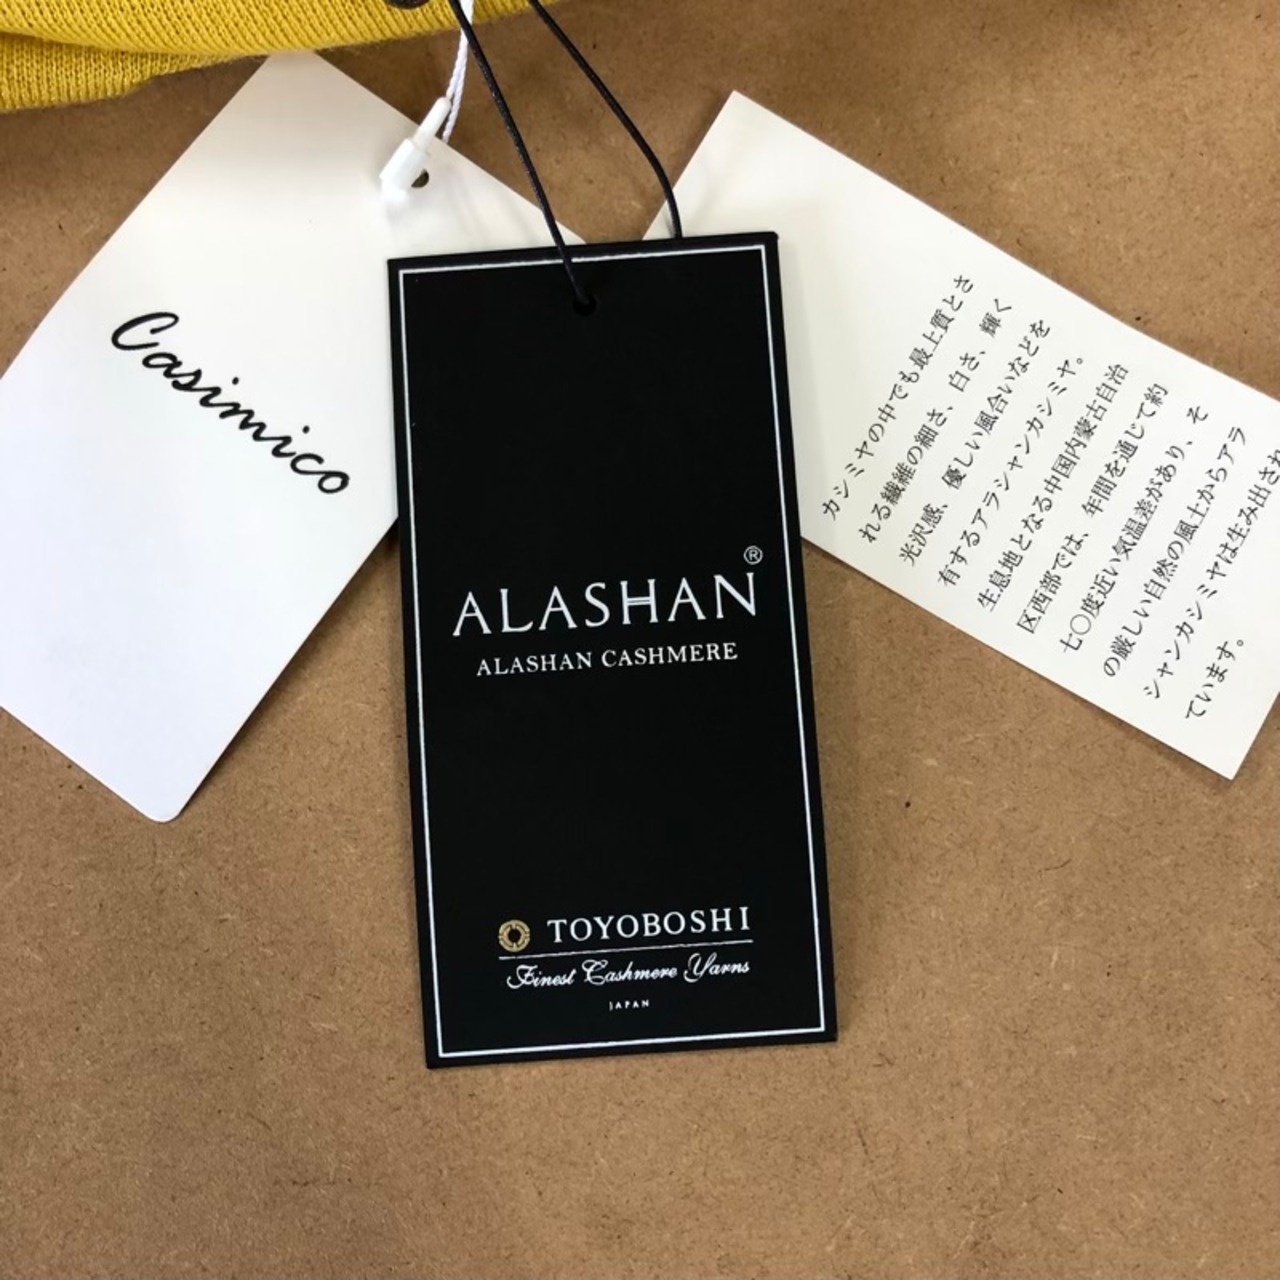 Casimico
ALASHAN®
ALASHAN CASHMERE
TOYOBOSHI
Finest Cashmere Yarns
JAPAN
カシミヤの中でも最上質とさ
れる繊維の細さ、白さ、輝く
光沢感、優しい風合いなどを
有するアラシャンカシミヤ。
生息地となる中国内蒙古自治
区西部では、年間を通じて約
七〇度近い気温差があり、そ
の厳しい自然の風土からアラ
シャンカシミヤは生み出され
ています。